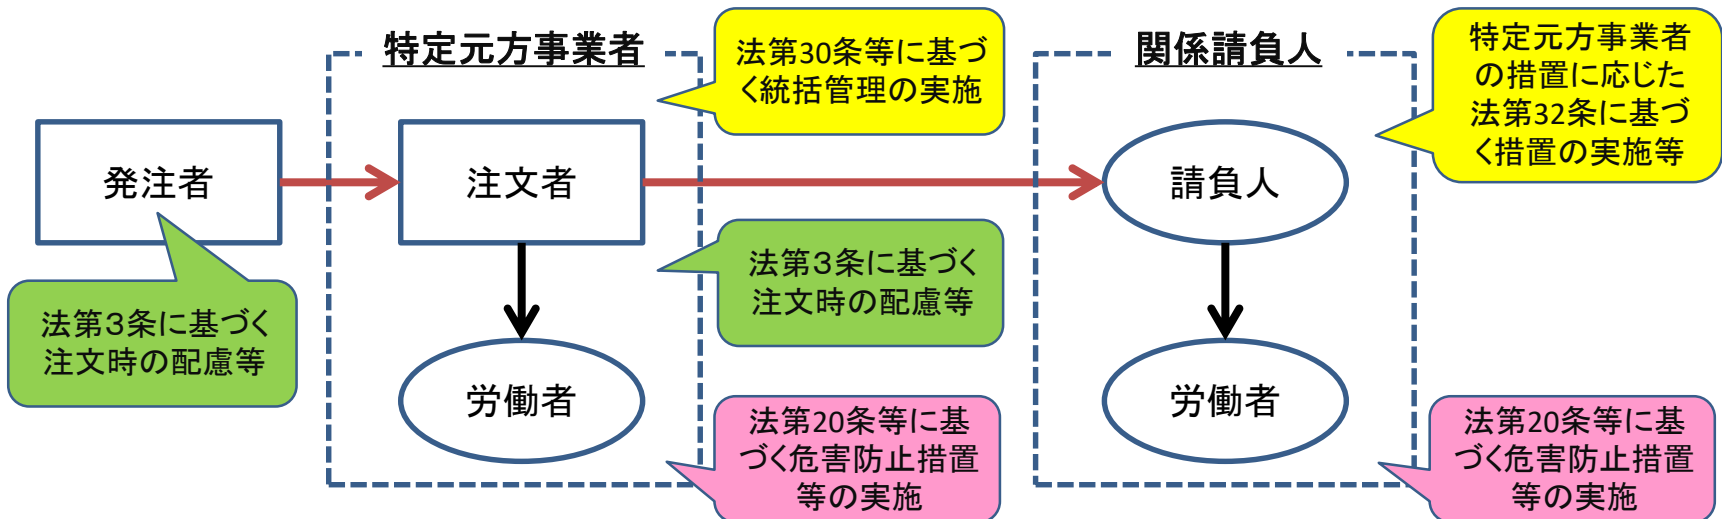 特定元方事業者
法第30条等に基づ
く統括管理の実施
関係請負人
特定元方事業者
の措置に応じた
法第32条に基づ
く措置の実施等
発注者
注文者
請負人
法第３条に基づく
注文時の配慮等
法第３条に基づく
注文時の配慮等
労働者
法第20条等に基
づく危害防止措置
等の実施
労働者
法第20条等に基
づく危害防止措置
等の実施